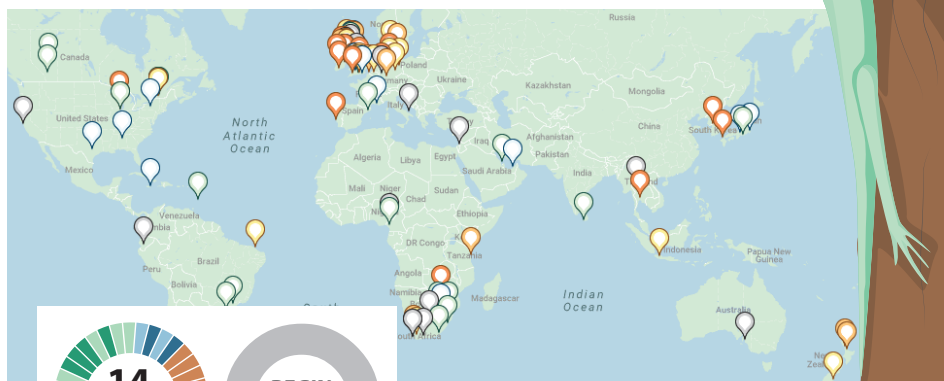 Russia
Canada
Poland
Ukraine
Kazakhstan
Mongolia
Spain
Italy
United States
North
Atlantic
Ocean
China
South Korea
Iraq
Afghanistan
Pakistan
Algeria
Libya
Egypt
Saudi Arabia
India
Mexico
Mali
Niger
Chad
Sudan
Venezuela
Ethiopia
DR Congo
Tanzania
Indonesia
Papua New
Guinea
Peru
Brazil
Bolivia
Angola
Namibia
Madagascar
Indian
Ocean
Australia
14